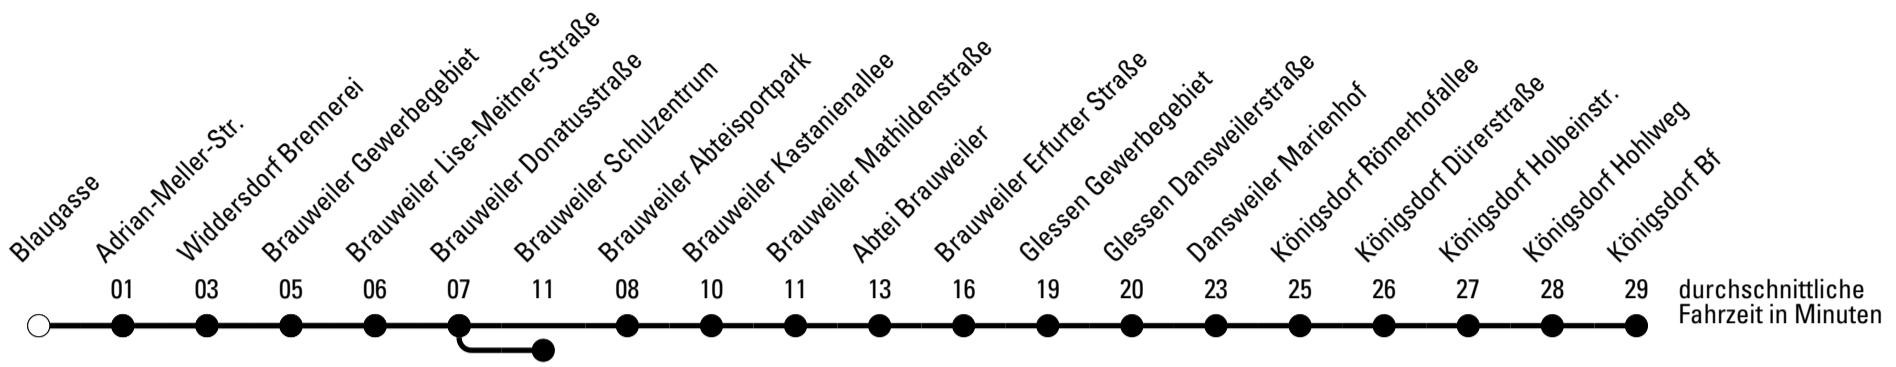 Blaugasse
Adrian-Meller-Str.
Widdersdorf Brennerei
Brauweiler Gewerbegebiet
Brauweiler Lise-Meitner-Straße
Brauweiler Donatusstraße
Brauweiler Schulzentrum
Brauweiler Abteisportpark
Brauweiler Kastanienallee
Brauweiler Mathildenstraße
Abtei Brauweiler
Brauweiler Erfurter Straße
Glessen Gewerbegebiet
Glessen Dansweilerstraße
Dansweiler Marienhof
Königsdorf Römerhofallee
Königsdorf Dürerstraße
Königsdorf Holbeinstr.
Königsdorf Hohlweg
Königsdorf Bf
01 03 05 06 07 11 08 10 11 13 16 19 20 23 25 26 27 28 29
durchschnittliche
Fahrzeit in Minuten